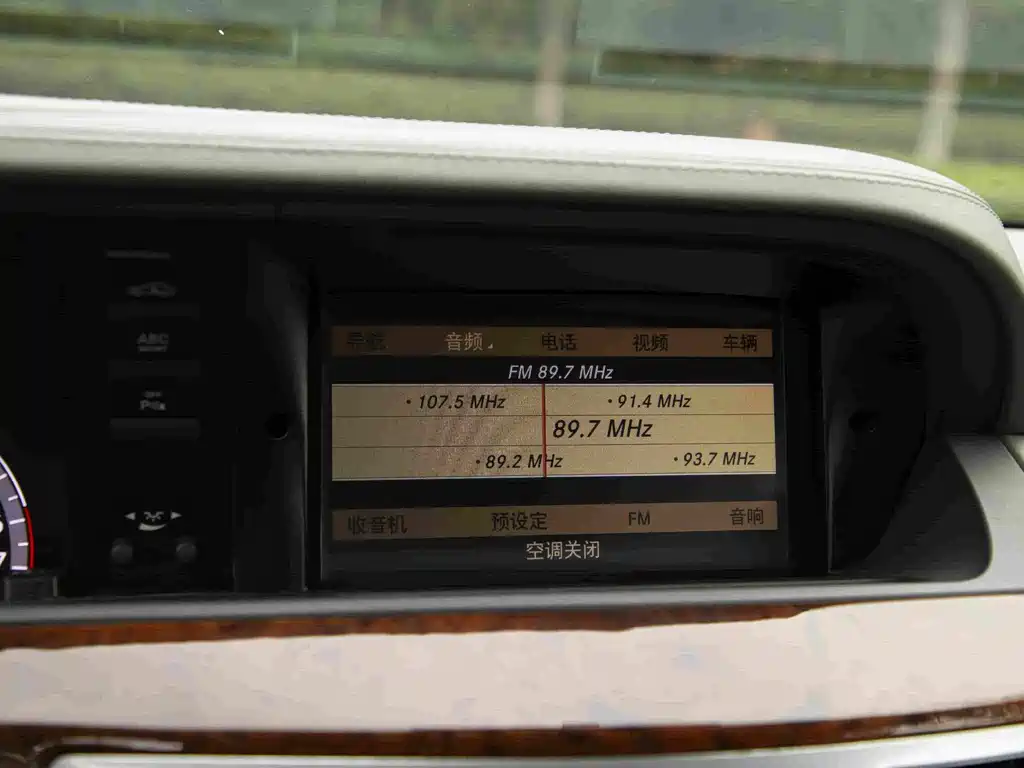 导航 音频 电话 视频 车辆
FM 89.7 MHz
107.5 MHz 91.4 MHz
89.7 MHz
89.2 MHz 93.7 MHz
收音机 预设定 FM 音响
空调关闭
ABC
OFF
7